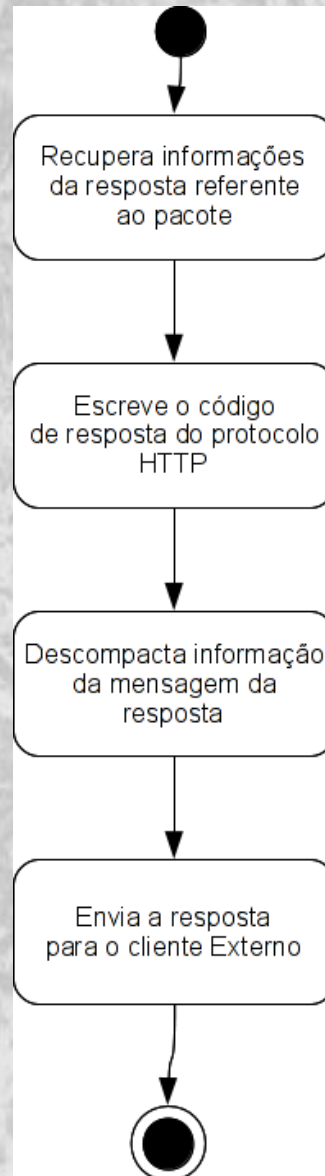 Recupera informações
da resposta referente
ao pacote
Escreve o código
de resposta do protocolo
HTTP
Descompacta informação
da mensagem da
resposta
Envia a resposta
para o cliente Externo